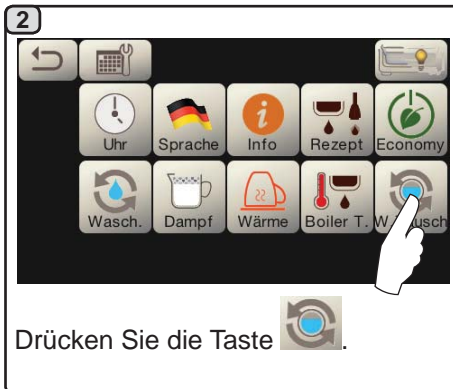 2
Uhr Sprache Info Rezept Economy
Wasch. Dampf Wärme Boiler T.
Drücken Sie die Taste .